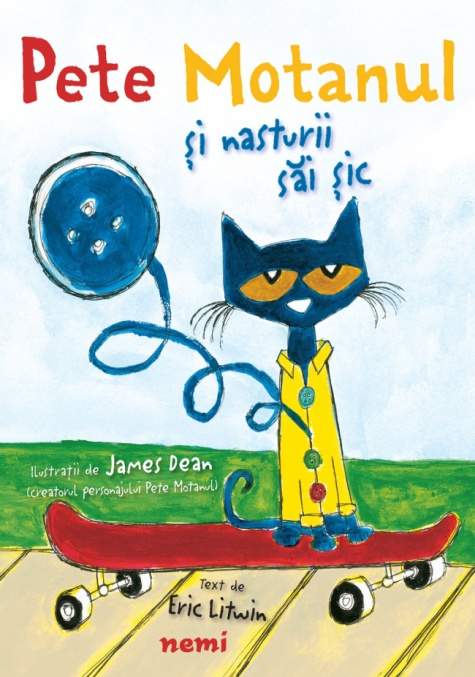 Pete Motanul
și nasturii
săi șic
Ilustrații de James Dean
(creatorul personajului Pete Motanul)
Text de
Eric Litwin
nemi